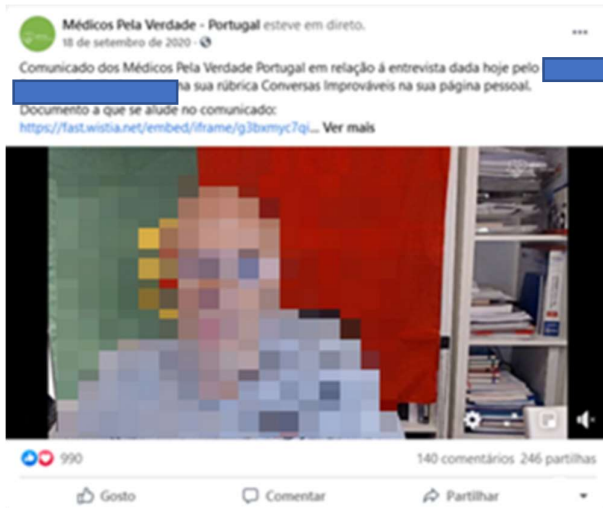 Médicos Pela Verdade - Portugal esteve em direto.
18 de setembro de 2020 ·
Comunicado dos Médicos Pela Verdade Portugal em relação á entrevista dada hoje pelo
na sua rúbrica Conversas Improváveis na sua página pessoal.
Documento a que se alude no comunicado:
https://fast.wistia.net/embed/iframe/g3bxmyc7qi... Ver mais
990
140 comentários 246 partilhas
Gosto Comentar Partilhar